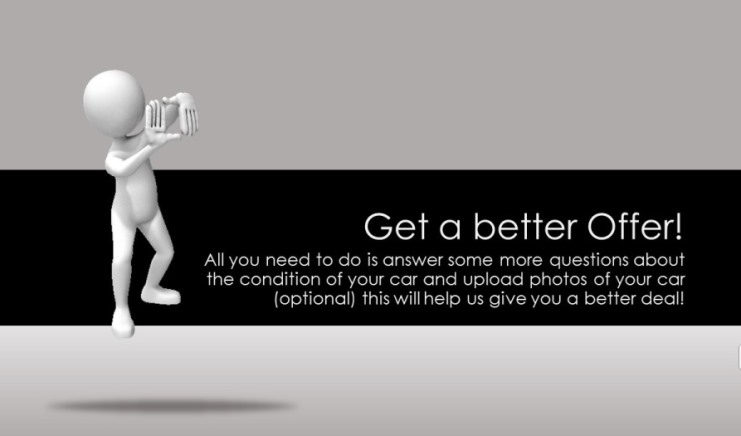 Get a better Offer!
All you need to do is answer some more questions about
the condition of your car and upload photos of your car
(optional) this will help us give you a better deal!